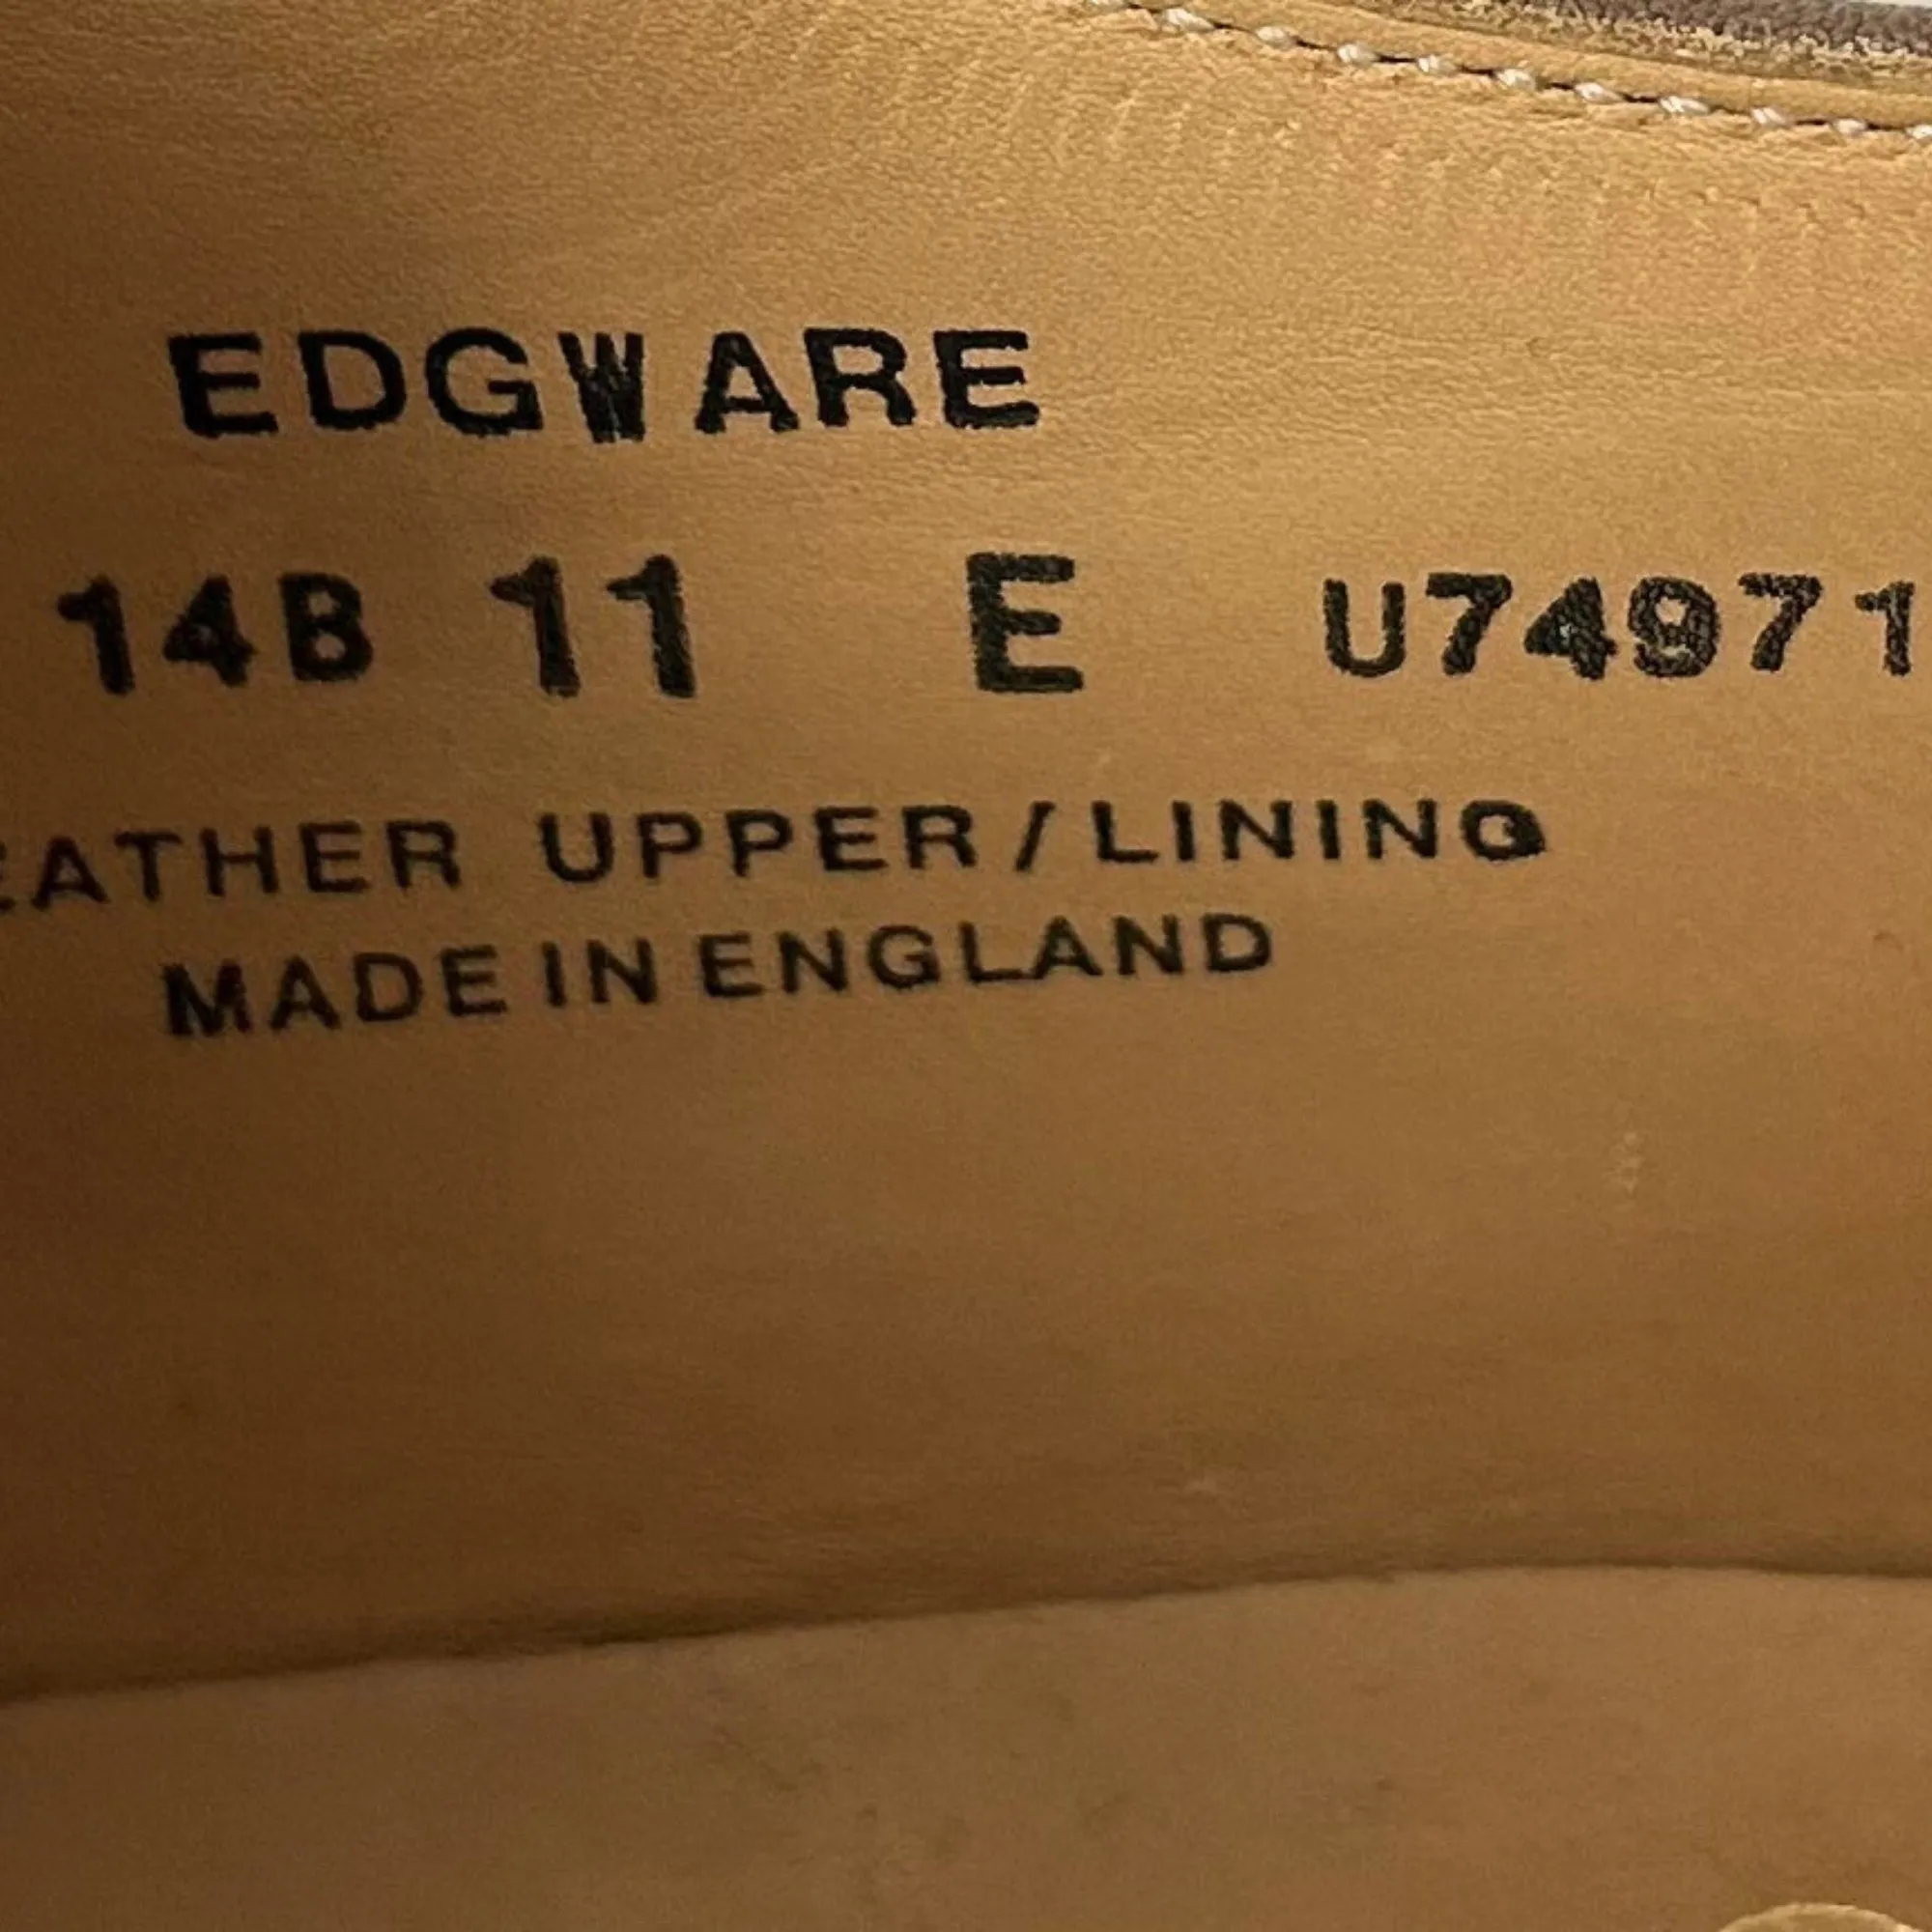 EDGWARE
14B 11 E U74971
EATHER UPPER/LINING
MADE IN ENGLAND